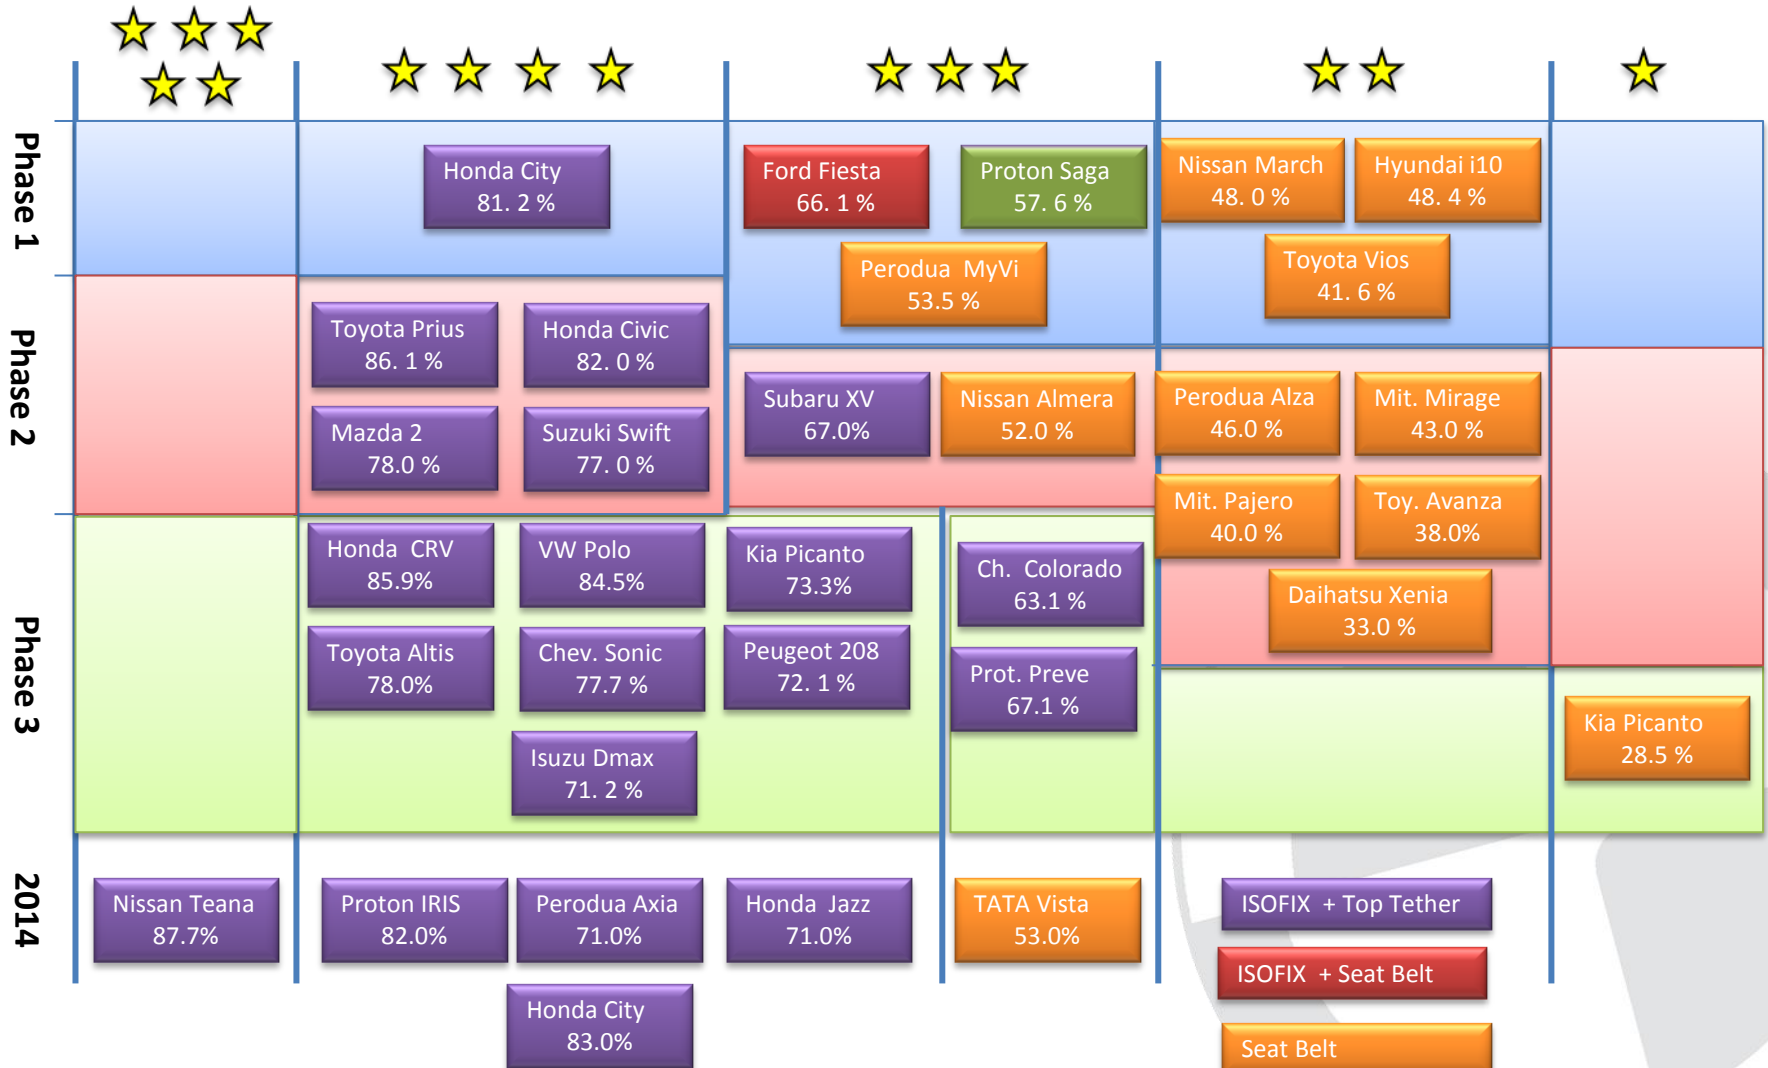 Phase 1
Honda City
81. 2 %
Ford Fiesta
66. 1 %
Proton Saga
57. 6 %
Perodua  MyVi
53.5 %
Nissan March
48. 0 %
Hyundai i10
48. 4 %
Toyota Vios
41. 6 %
Phase 2
Toyota Prius
86. 1 %
Honda Civic
82. 0 %
Mazda 2
78.0 %
Suzuki Swift
77. 0 %
Subaru XV
67.0%
Nissan Almera
52.0 %
Perodua Alza
46.0 %
Mit. Mirage
43.0 %
Mit. Pajero
40.0 %
Toy. Avanza
38.0%
Daihatsu Xenia
33.0 %
Phase 3
Honda  CRV
85.9%
VW Polo
84.5%
Kia Picanto
73.3%
Toyota Altis
78.0%
Chev. Sonic
77.7 %
Peugeot 208
72. 1 %
Isuzu Dmax
71. 2 %
Ch.  Colorado
63.1 %
Prot. Preve
67.1 %
Kia Picanto
28.5 %
2014
Nissan Teana
87.7%
Proton IRIS
82.0%
Perodua Axia
71.0%
Honda  Jazz
71.0%
Honda City
83.0%
TATA Vista
53.0%
ISOFIX  + Top Tether
ISOFIX  + Seat Belt
Seat Belt